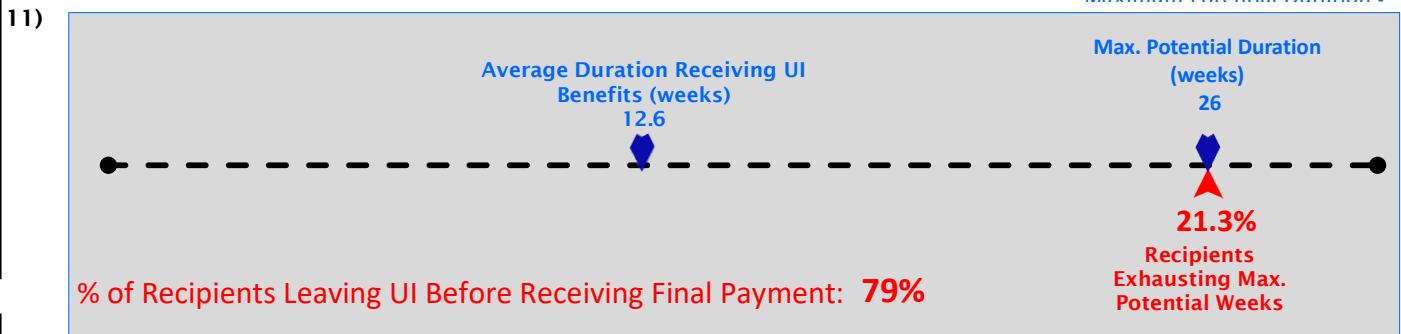 11)
Average Duration Receiving UI
Benefits (weeks)
12.6
Max. Potential Duration
(weeks)
26
21.3%
Recipients
Exhausting Max.
Potential Weeks
% of Recipients Leaving UI Before Receiving Final Payment: 79%